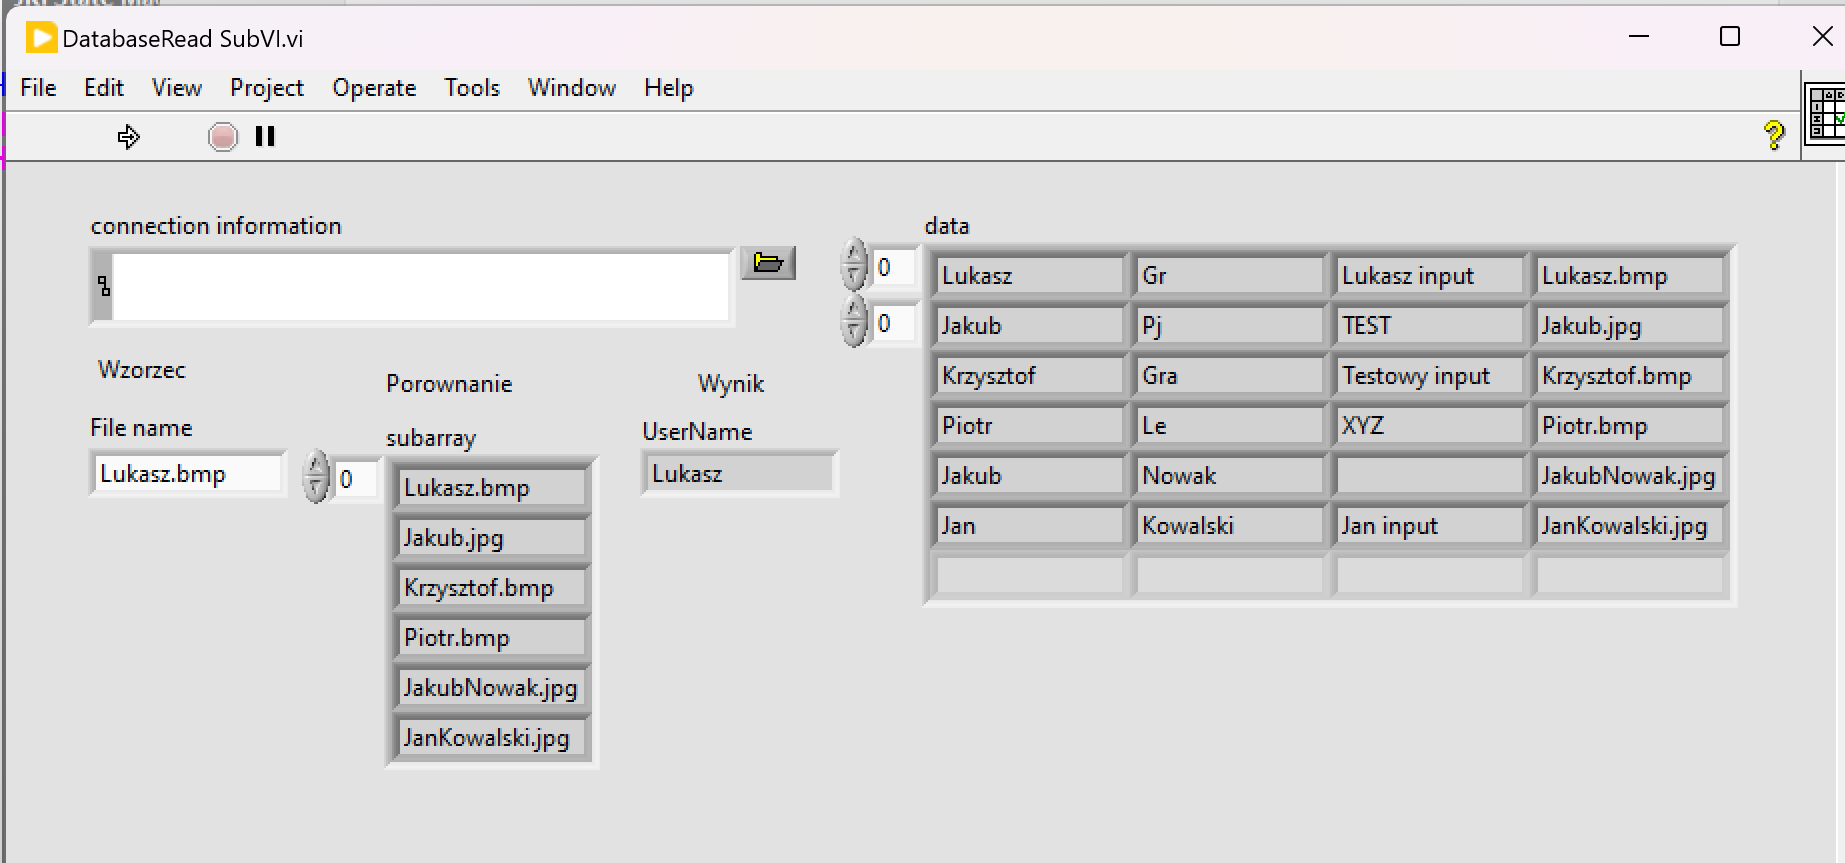 DatabaseRead SubVI.vi
File Edit View Project Operate Tools Window Help
connection information
data
0
0
Lukasz Gr Lukasz input Lukasz.bmp
Jakub Pj TEST Jakub.jpg
Krzysztof Gra Testowy input Krzysztof.bmp
Piotr Le XYZ Piotr.bmp
Jakub Nowak JakubNowak.jpg
Jan Kowalski Jan input JanKowalski.jpg
Wzorzec
Porownanie
Wynik
File name
Lukasz.bmp
subarray
0
Lukasz.bmp
Jakub.jpg
Krzysztof.bmp
Piotr.bmp
JakubNowak.jpg
JanKowalski.jpg
UserName
Lukasz